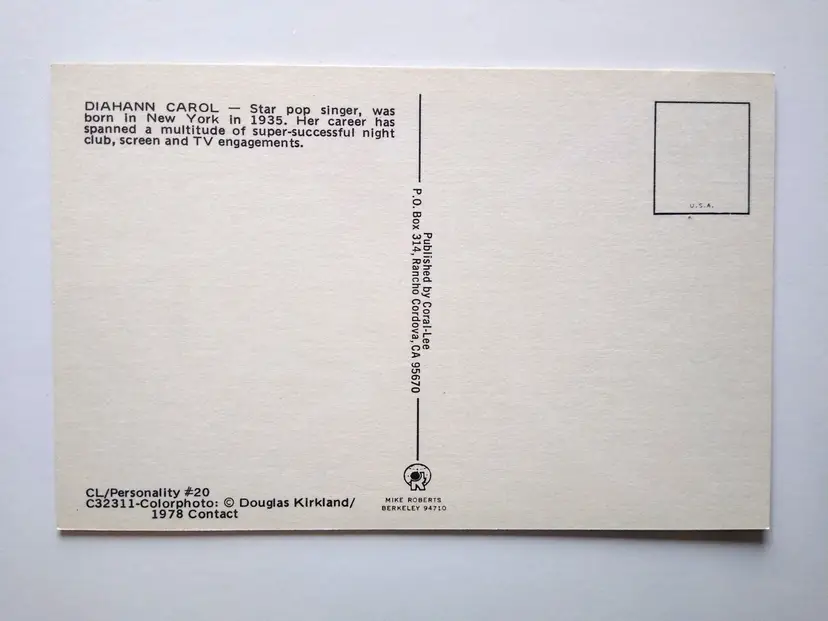 DIAHANN CAROL — Star pop singer, was
born in New York in 1935. Her career has
spanned a multitude of super-successful night
club, screen and TV engagements.
Published by Coral-Lee
P.O. Box 314, Rancho Cordova, CA 95670
U.S.A.
CL/Personality #20
C32311-Colorphoto: © Douglas Kirkland/
1978 Contact
MIKE ROBERTS
BERKELEY 94710